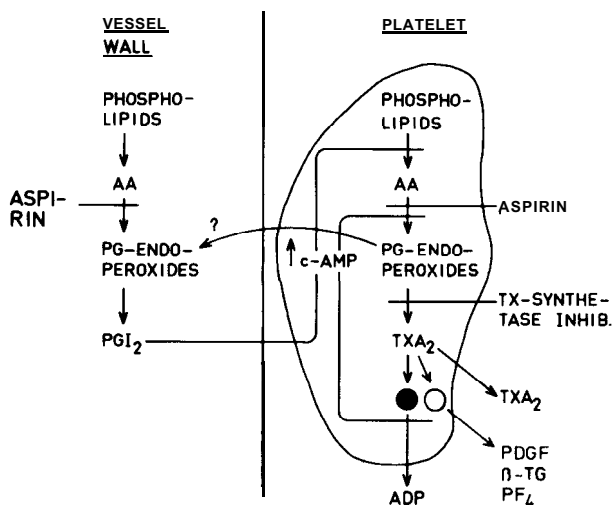 VESSEL
WALL
PHOSPHO-
LIPIDS
AA
ASPI-
RIN
PG-ENDO-
PEROXIDES
PGI2
?
PLATELET
PHOSPHO-
LIPIDS
AA
ASPIRIN
↑ c-AMP
PG-ENDO-
PEROXIDES
TX-SYNTHE-
TASE INHIB.
TXA2
TXA2
PDGF
ß-TG
PF4
ADP